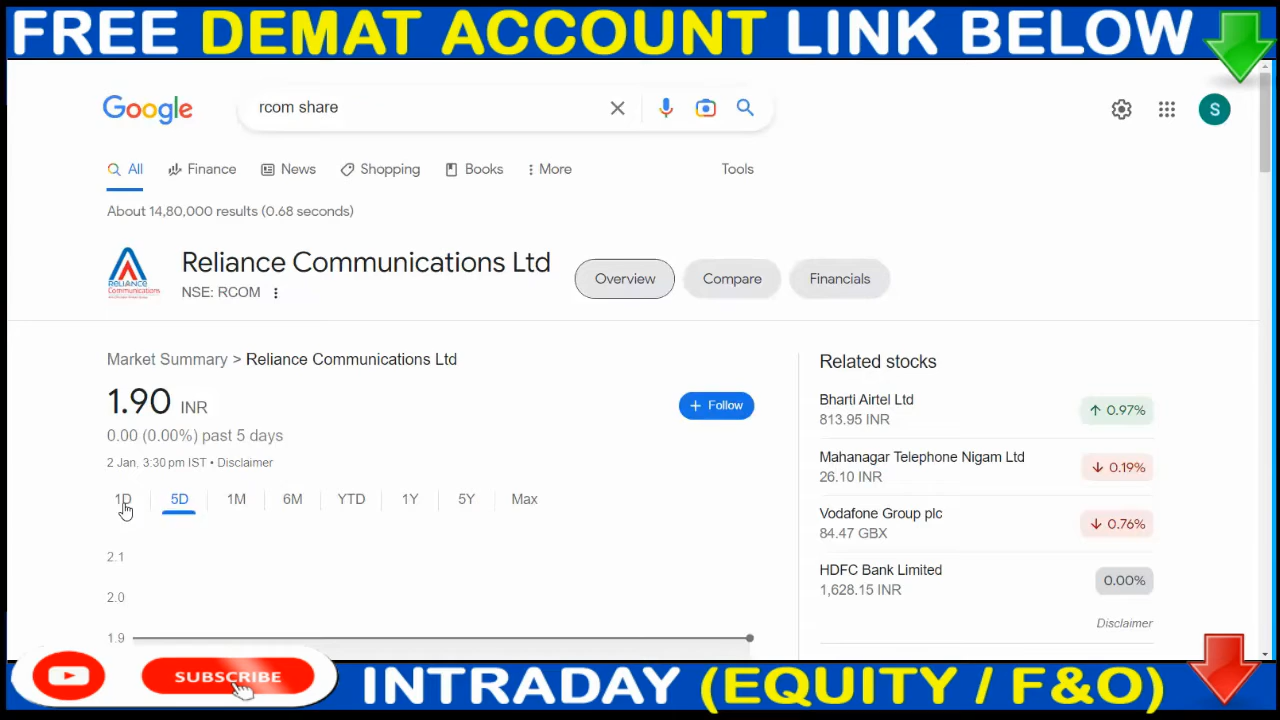 FREE DEMAT ACCOUNT LINK BELOW
Google
rcom share
S
All Finance News Shopping Books More Tools
About 14,80,000 results (0.68 seconds)
RELIANCE
Communications
Reliance Communications Ltd
NSE: RCOM
Overview Compare Financials
Market Summary > Reliance Communications Ltd
1.90 INR
+ Follow
0.00 (0.00%) past 5 days
2 Jan, 3:30 pm IST • Disclaimer
1D 5D 1M 6M YTD 1Y 5Y Max
2.1
2.0
1.9
Related stocks
Bharti Airtel Ltd
813.95 INR
↑ 0.97%
Mahanagar Telephone Nigam Ltd
26.10 INR
↓ 0.19%
Vodafone Group plc
84.47 GBX
↓ 0.76%
HDFC Bank Limited
1,628.15 INR
0.00%
Disclaimer
SUBSCRIBE
INTRADAY (EQUITY / F&O)